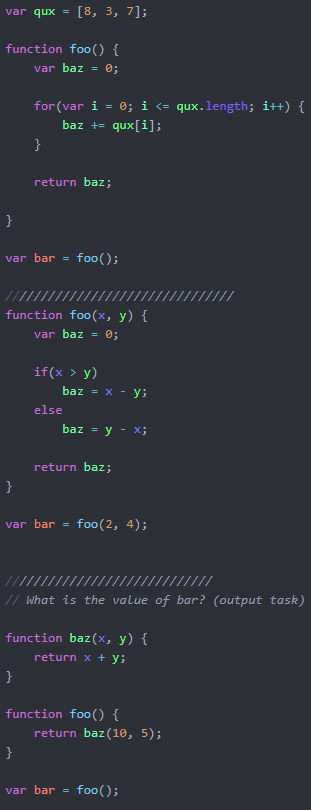 var qux = [8, 3, 7];
function foo() {
var baz = 0;
for(var i = 0; i <= qux.length; i++) {
baz += qux[i];
}
return baz;
}
var bar = foo();
////////////////////////////////
function foo(x, y) {
var baz = 0;
if(x > y)
baz = x - y;
else
baz = y - x;
return baz;
}
var bar = foo(2, 4);
/////////////////////////////
// What is the value of bar? (output task)
function baz(x, y) {
return x + y;
}
function foo() {
return baz(10, 5);
}
var bar = foo();